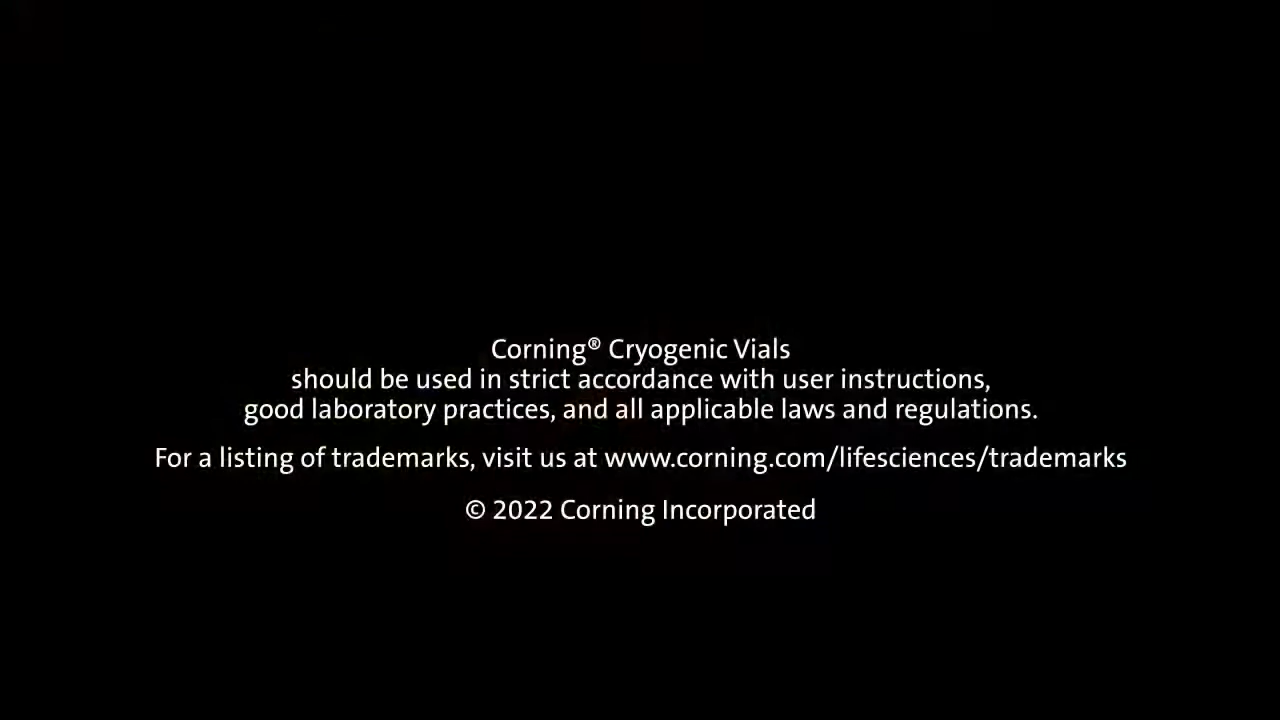 Corning® Cryogenic Vials
should be used in strict accordance with user instructions,
good laboratory practices, and all applicable laws and regulations.
For a listing of trademarks, visit us at www.corning.com/lifesciences/trademarks
© 2022 Corning Incorporated